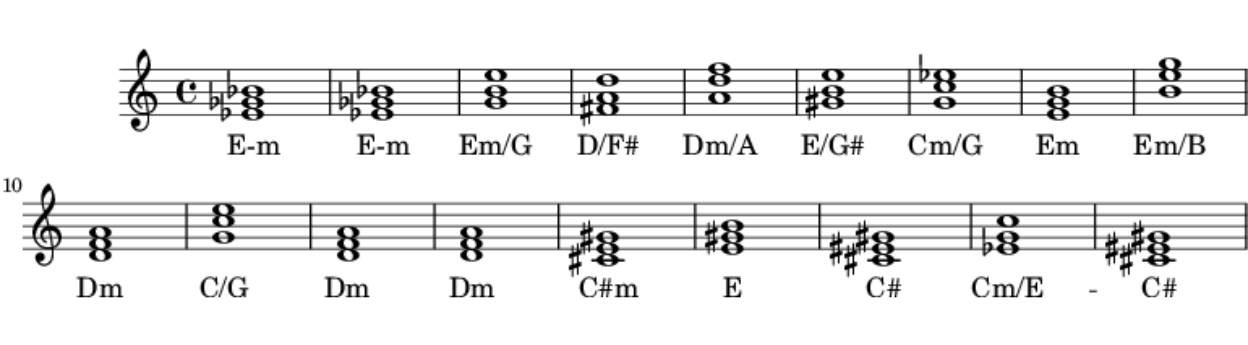 E-m E-m Em/G D/F# Dm/A E/G# Cm/G Em Em/B
10
Dm C/G Dm Dm C#m E C# Cm/E - C#